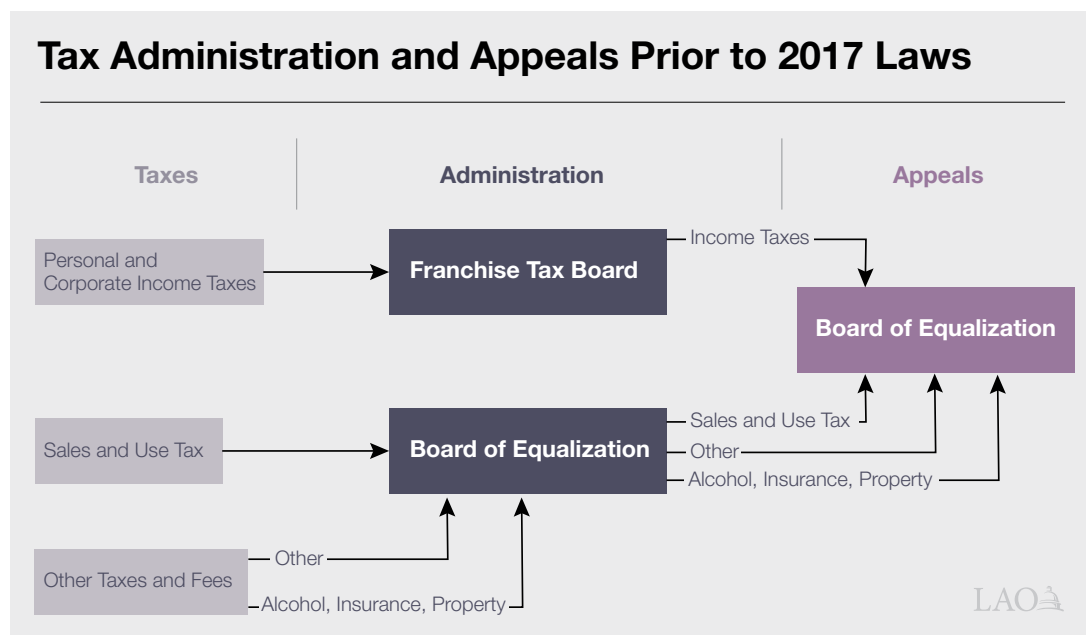 Tax Administration and Appeals Prior to 2017 Laws
Taxes
Administration
Appeals
Personal and
Corporate Income Taxes
Franchise Tax Board
Income Taxes
Board of Equalization
Sales and Use Tax
Board of Equalization
Sales and Use Tax
Other
Alcohol, Insurance, Property
Other Taxes and Fees
Other
Alcohol, Insurance, Property
LAO